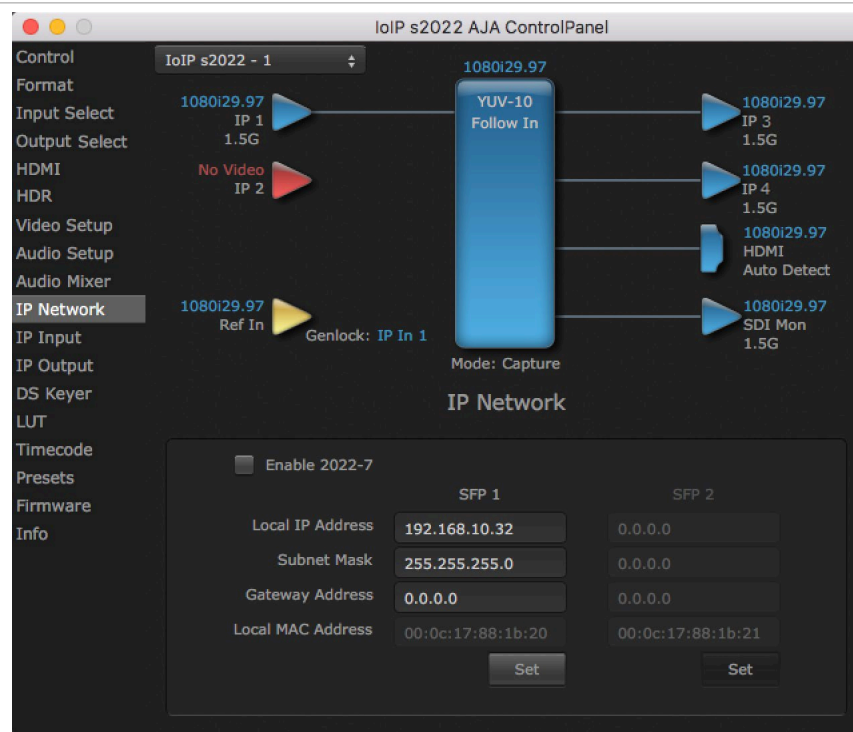 IoIP s2022 AJA ControlPanel
Control
Format
Input Select
Output Select
HDMI
HDR
Video Setup
Audio Setup
Audio Mixer
IP Network
IP Input
IP Output
DS Keyer
LUT
Timecode
Presets
Firmware
Info
IoIP s2022 - 1
1080i29.97
1080i29.97
IP 1
1.5G
No Video
IP 2
1080i29.97
Ref In
Genlock: IP In 1
YUV-10
Follow In
Mode: Capture
1080i29.97
IP 3
1.5G
1080i29.97
IP 4
1.5G
1080i29.97
HDMI
Auto Detect
1080i29.97
SDI Mon
1.5G
IP Network
Enable 2022-7
SFP 1 SFP 2
Local IP Address 192.168.10.32 0.0.0.0
Subnet Mask 255.255.255.0 0.0.0.0
Gateway Address 0.0.0.0 0.0.0.0
Local MAC Address 00:0c:17:88:1b:20 00:0c:17:88:1b:21
Set Set